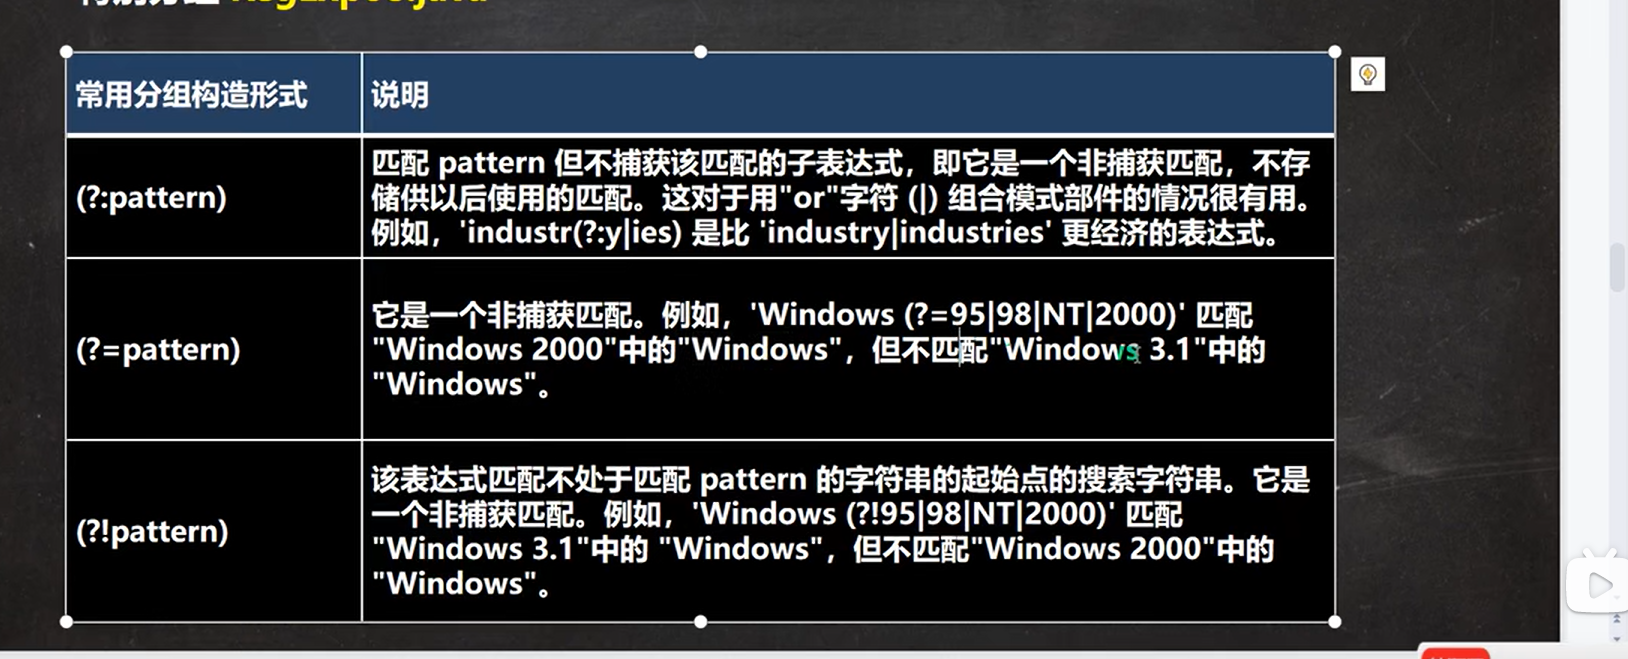 常用分组构造形式
说明
(?:pattern)
匹配 pattern 但不捕获该匹配的子表达式，即它是一个非捕获匹配，不存
储供以后使用的匹配。这对于用"or"字符 (|) 组合模式部件的情况很有用。
例如，'industr(?:y|ies) 是比 'industry|industries' 更经济的表达式。
(?=pattern)
它是一个非捕获匹配。例如，'Windows (?=95|98|NT|2000)' 匹配
"Windows 2000"中的"Windows"，但不匹配"Windows 3.1"中的
"Windows"。
(?!pattern)
该表达式匹配不处于匹配 pattern 的字符串的起始点的搜索字符串。它是
一个非捕获匹配。例如，'Windows (?!95|98|NT|2000)' 匹配
"Windows 3.1"中的 "Windows"，但不匹配"Windows 2000"中的
"Windows"。